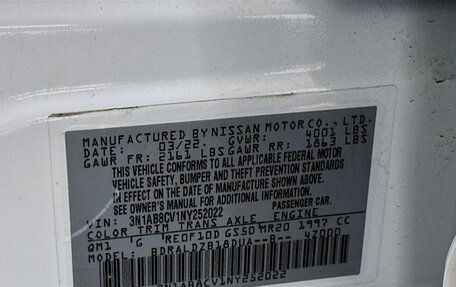 MANUFACTURED BY NISSAN MOTOR CO., LTD.
DATE: 03/22 GVWR: 4001 LBS
GAWR FR: 2161 LBS GAWR RR: 1863 LBS
THIS VEHICLE CONFORMS TO ALL APPLICABLE FEDERAL MOTOR
VEHICLE SAFETY, BUMPER, AND THEFT PREVENTION STANDARDS
IN EFFECT ON THE DATE OF MANUFACTURE SHOWN ABOVE.
SEE OWNER'S MANUAL FOR ADDITIONAL INFORMATION
VIN: 3N1AB8CV1NY252022 PASSENGER CAR
COLOR TRIM TRANS AXLE ENGINE
QM1 G RE0F10D GS50 MR20 1997 CC
MODEL: BDRALDZB18DUA--B-- 4Z000
3N1AB8CV1NY252022